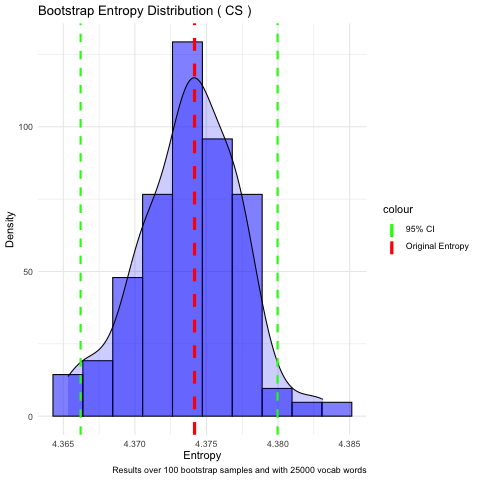 Bootstrap Entropy Distribution ( CS )
Density
100
50
0
4.365 4.370 4.375 4.380 4.385
Entropy
Results over 100 bootstrap samples and with 25000 vocab words
colour
95% CI
Original Entropy